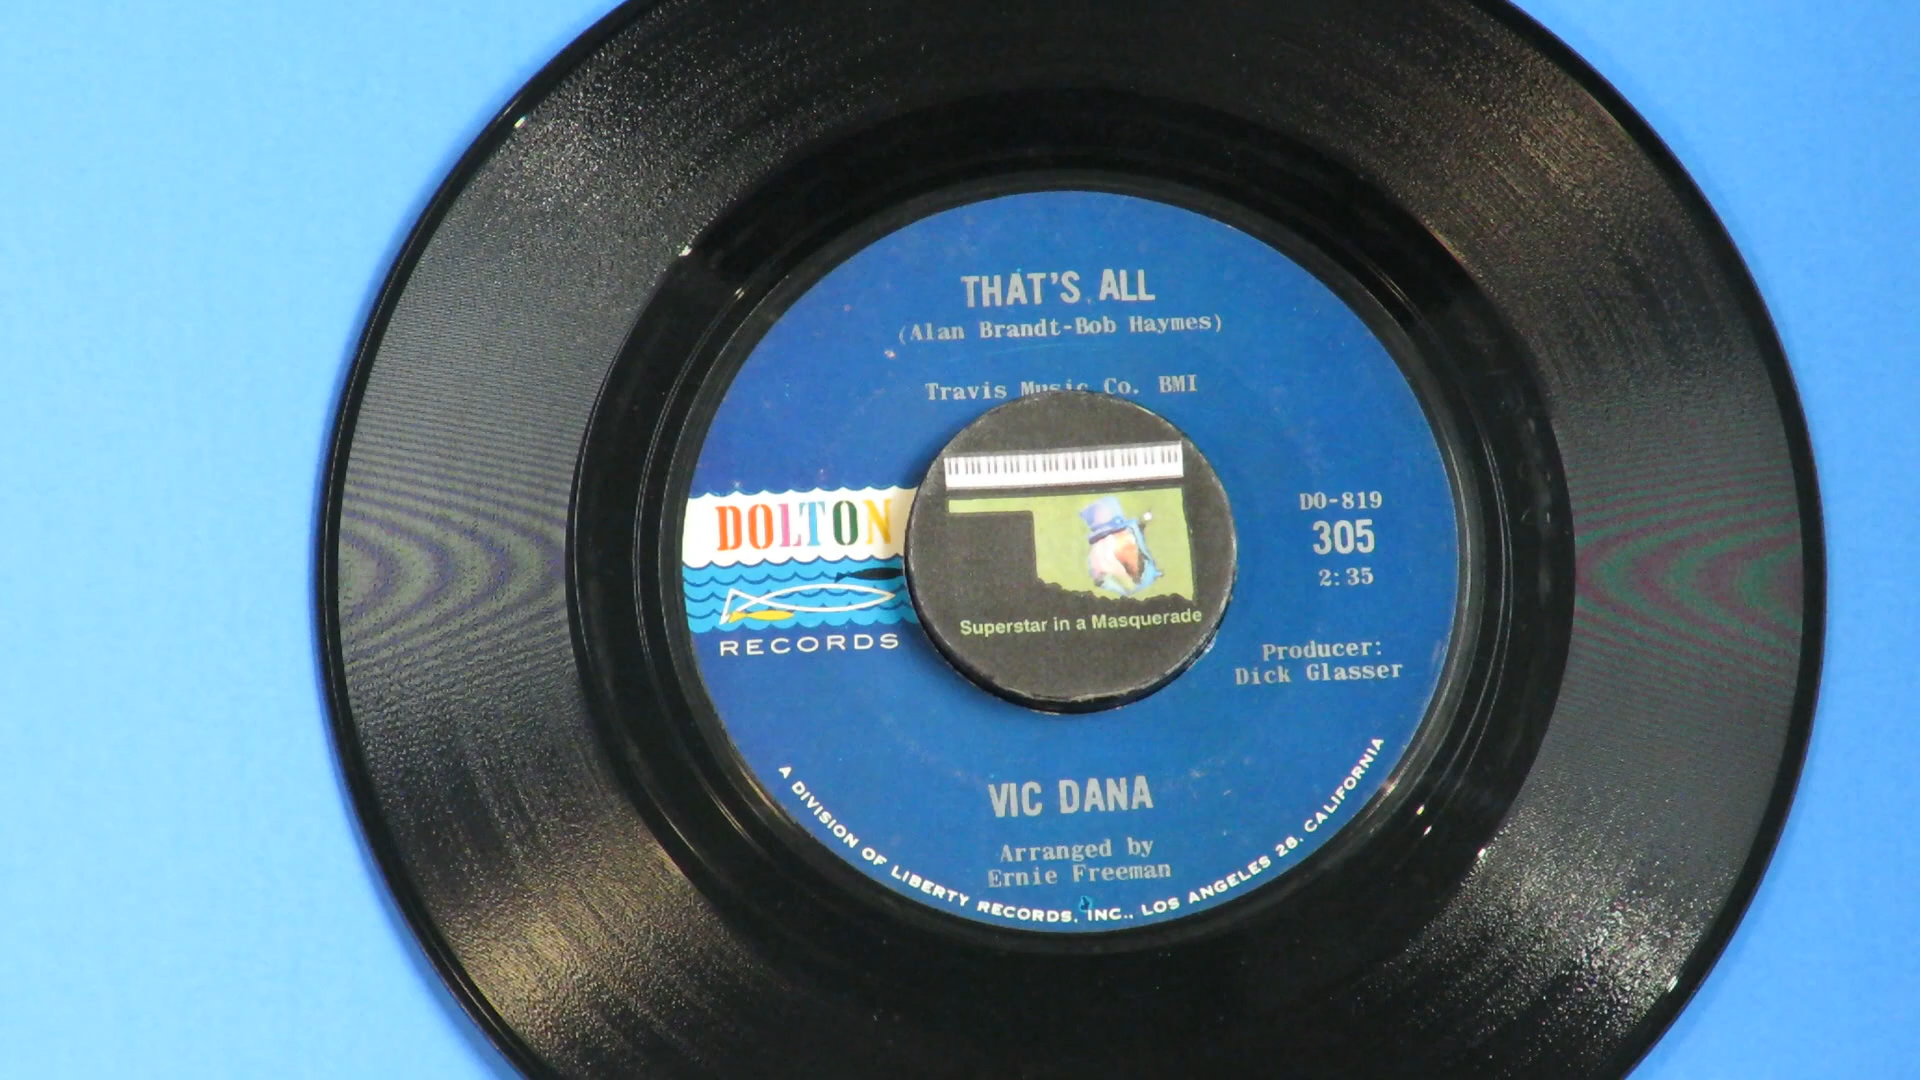 THAT'S ALL
(Alan Brandt-Bob Haymes)
Travis Music Co. BMI
DOLTON
RECORDS
Superstar in a Masquerade
DO-819
305
2:35
Producer:
Dick Glasser
VIC DANA
Arranged by
Ernie Freeman
A DIVISION OF LIBERTY RECORDS, INC., LOS ANGELES 28, CALIFORNIA